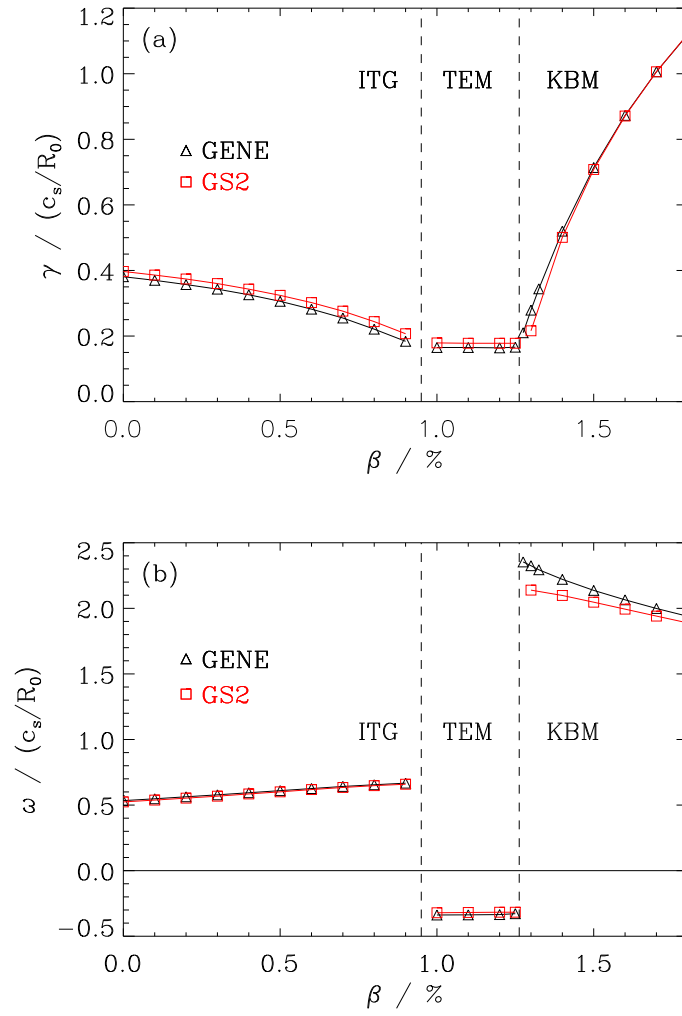 (a)
ITG TEM KBM
GENE
GS2
γ / (c_s/R_0)
1.2
1.0
0.8
0.6
0.4
0.2
0.0
0.0 0.5 1.0 1.5
β / %
(b)
GENE
GS2
ITG TEM KBM
ω / (c_s/R_0)
2.5
2.0
1.5
1.0
0.5
0.0
−0.5
0.0 0.5 1.0 1.5
β / %